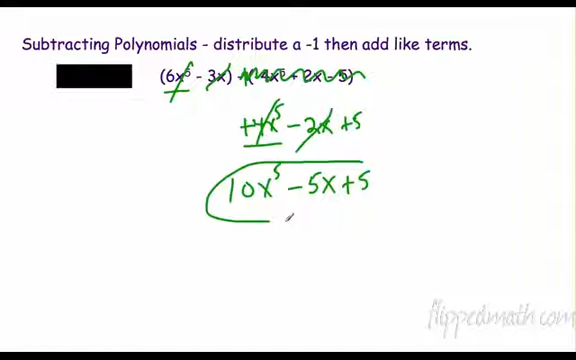 Subtracting Polynomials - distribute a -1 then add like terms.
(6x⁵ - 3x) - (-4x⁵ + 2x - 5)
+4x⁵ - 2x + 5
10x⁵ - 5x + 5
flippedmath.com